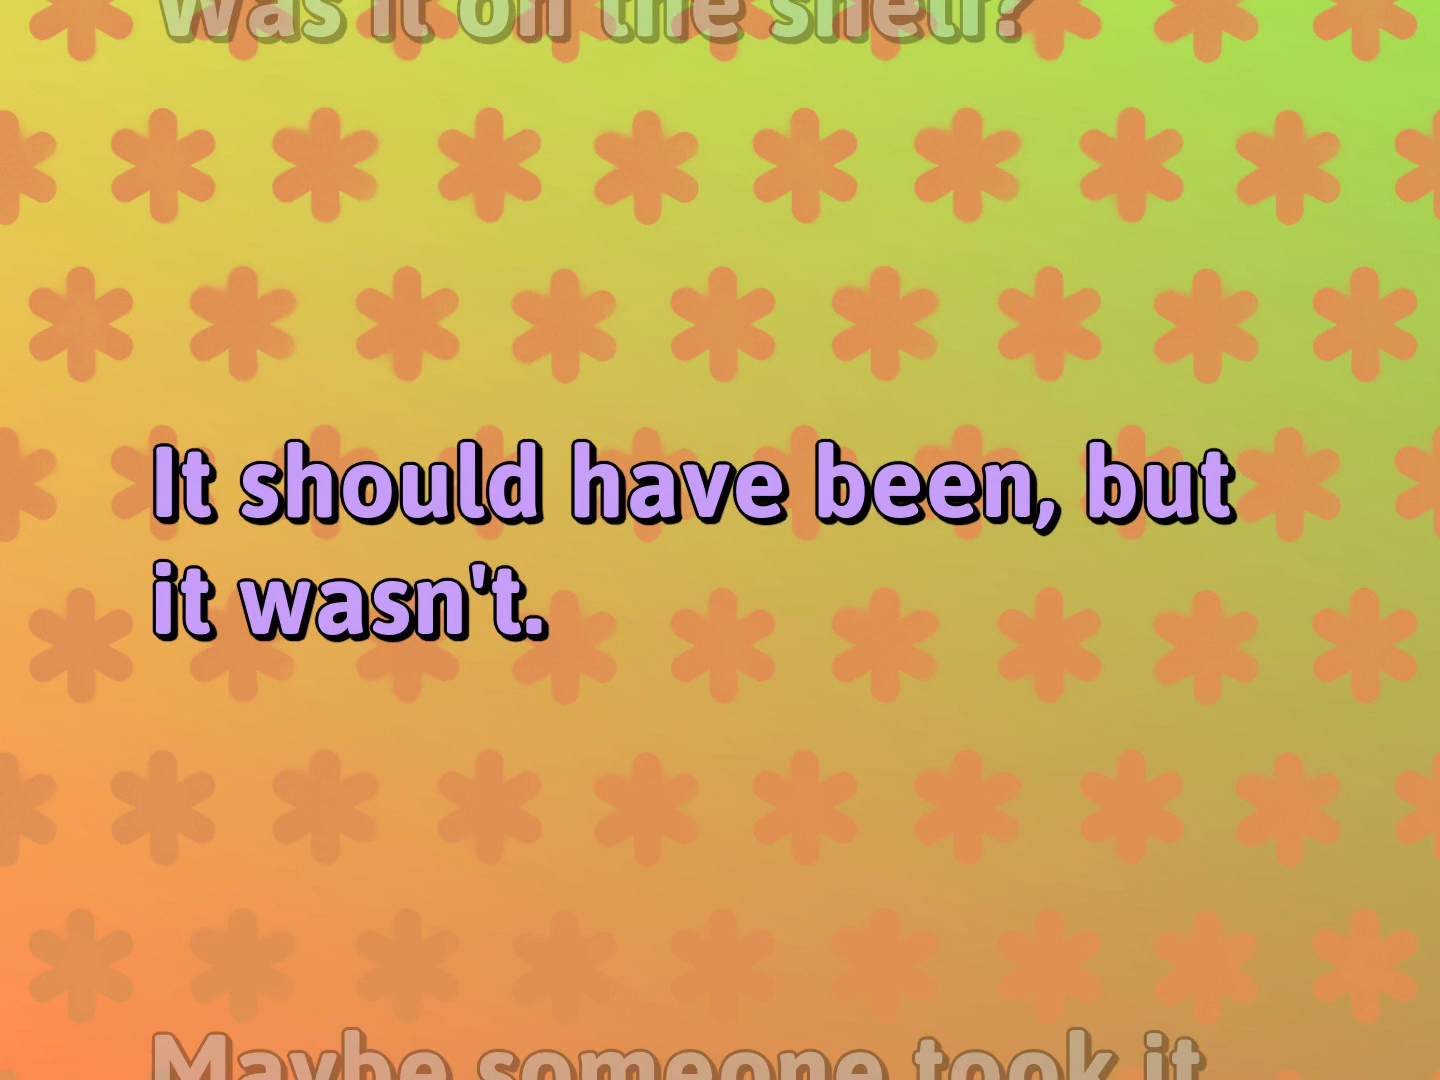 Was it on the shelf?
It should have been, but
it wasn't.
Maybe someone took it